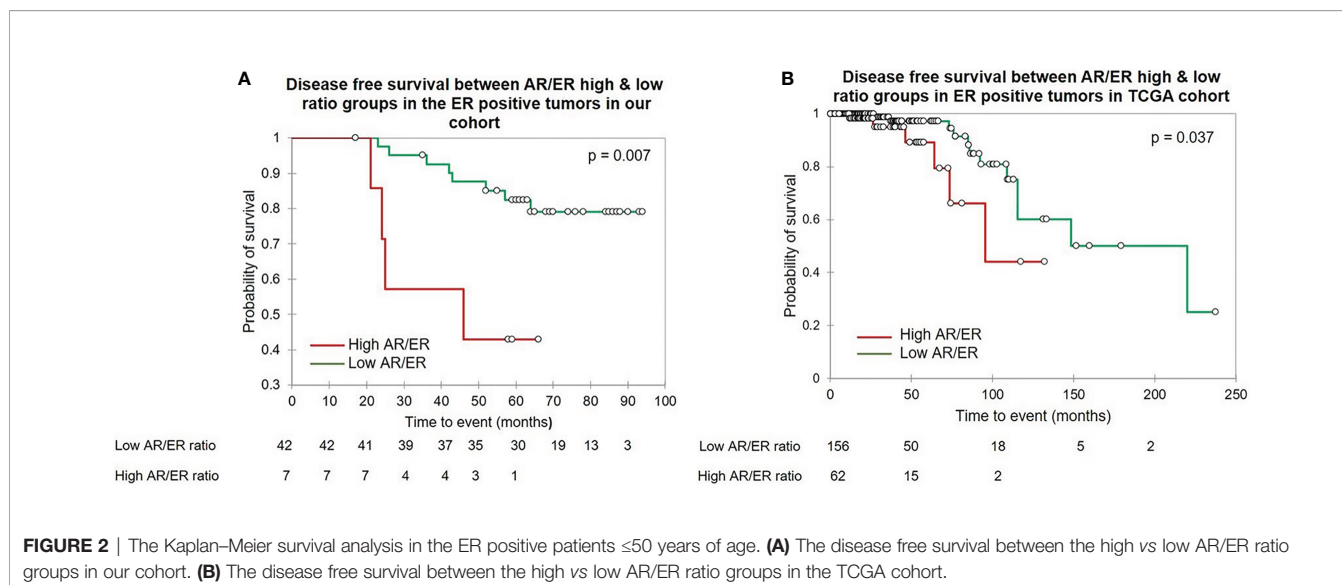 A
Disease free survival between AR/ER high & low
ratio groups in the ER positive tumors in our
cohort
p = 0.007
1
0.9
0.8
0.7
0.6
0.5
0.4
0.3
Probability of survival
High AR/ER
Low AR/ER
0 10 20 30 40 50 60 70 80 90 100
Time to event (months)
Low AR/ER ratio 42 42 41 39 37 35 30 19 13 3
High AR/ER ratio 7 7 7 4 4 3 1
B
Disease free survival between AR/ER high & low
ratio groups in ER positive tumors in TCGA cohort
p = 0.037
1
0.8
0.6
0.4
0.2
0
Probability of survival
High AR/ER
Low AR/ER
0 50 100 150 200 250
Time to event (months)
Low AR/ER ratio 156 50 18 5 2
High AR/ER ratio 62 15 2
FIGURE 2 | The Kaplan–Meier survival analysis in the ER positive patients ≤50 years of age. (A) The disease free survival between the high vs low AR/ER ratio
groups in our cohort. (B) The disease free survival between the high vs low AR/ER ratio groups in the TCGA cohort.